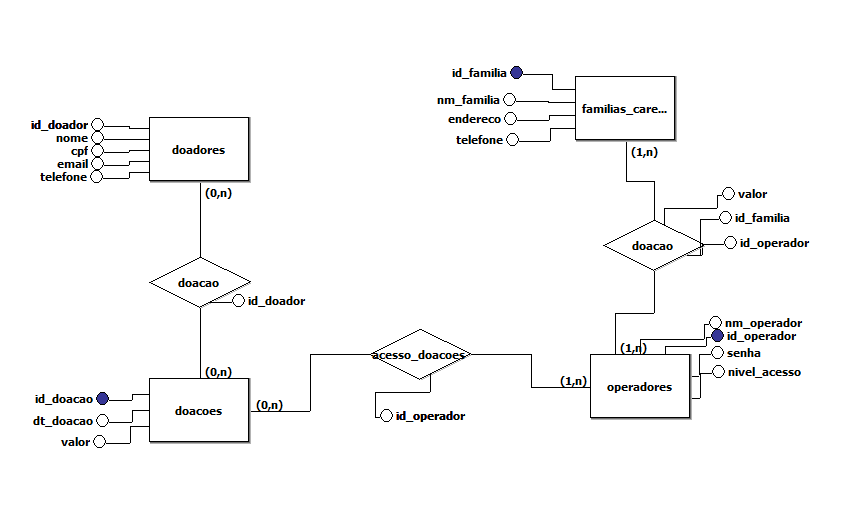 id_doador
nome
cpf
email
telefone
doadores
(0,n)
id_familia
nm_familia
endereco
telefone
familias_care...
(1,n)
valor
id_familia
id_operador
doacao
doacao
id_doador
(0,n)
id_doacao
dt_doacao
valor
doacoes
(0,n)
acesso_doacoes
id_operador
(1,n)
(1,n)
operadores
nm_operador
id_operador
senha
nivel_acesso